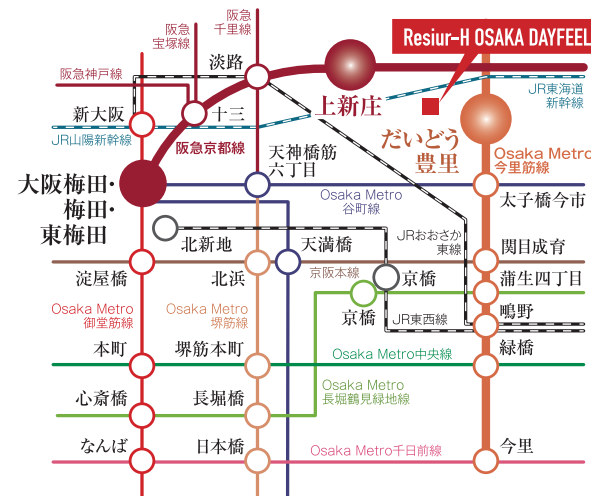 阪急
千里線
阪急
宝塚線
Resiur-H OSAKA DAYFEEL
淡路
阪急神戸線
JR東海道
新幹線
上新庄
新大阪
十三
JR山陽新幹線
阪急京都線
だいどう
豊里
Osaka Metro
今里筋線
天神橋筋
六丁目
大阪梅田・
梅田・
東梅田
Osaka Metro
谷町線
太子橋今市
JRおおさか
東線
北新地
天満橋
関目成育
京阪本線
淀屋橋
北浜
京橋
蒲生四丁目
Osaka Metro
御堂筋線
Osaka Metro
堺筋線
京橋
JR東西線
鴫野
本町
堺筋本町
Osaka Metro中央線
緑橋
心斎橋
長堀橋
Osaka Metro
長堀鶴見緑地線
なんば
日本橋
Osaka Metro千日前線
今里